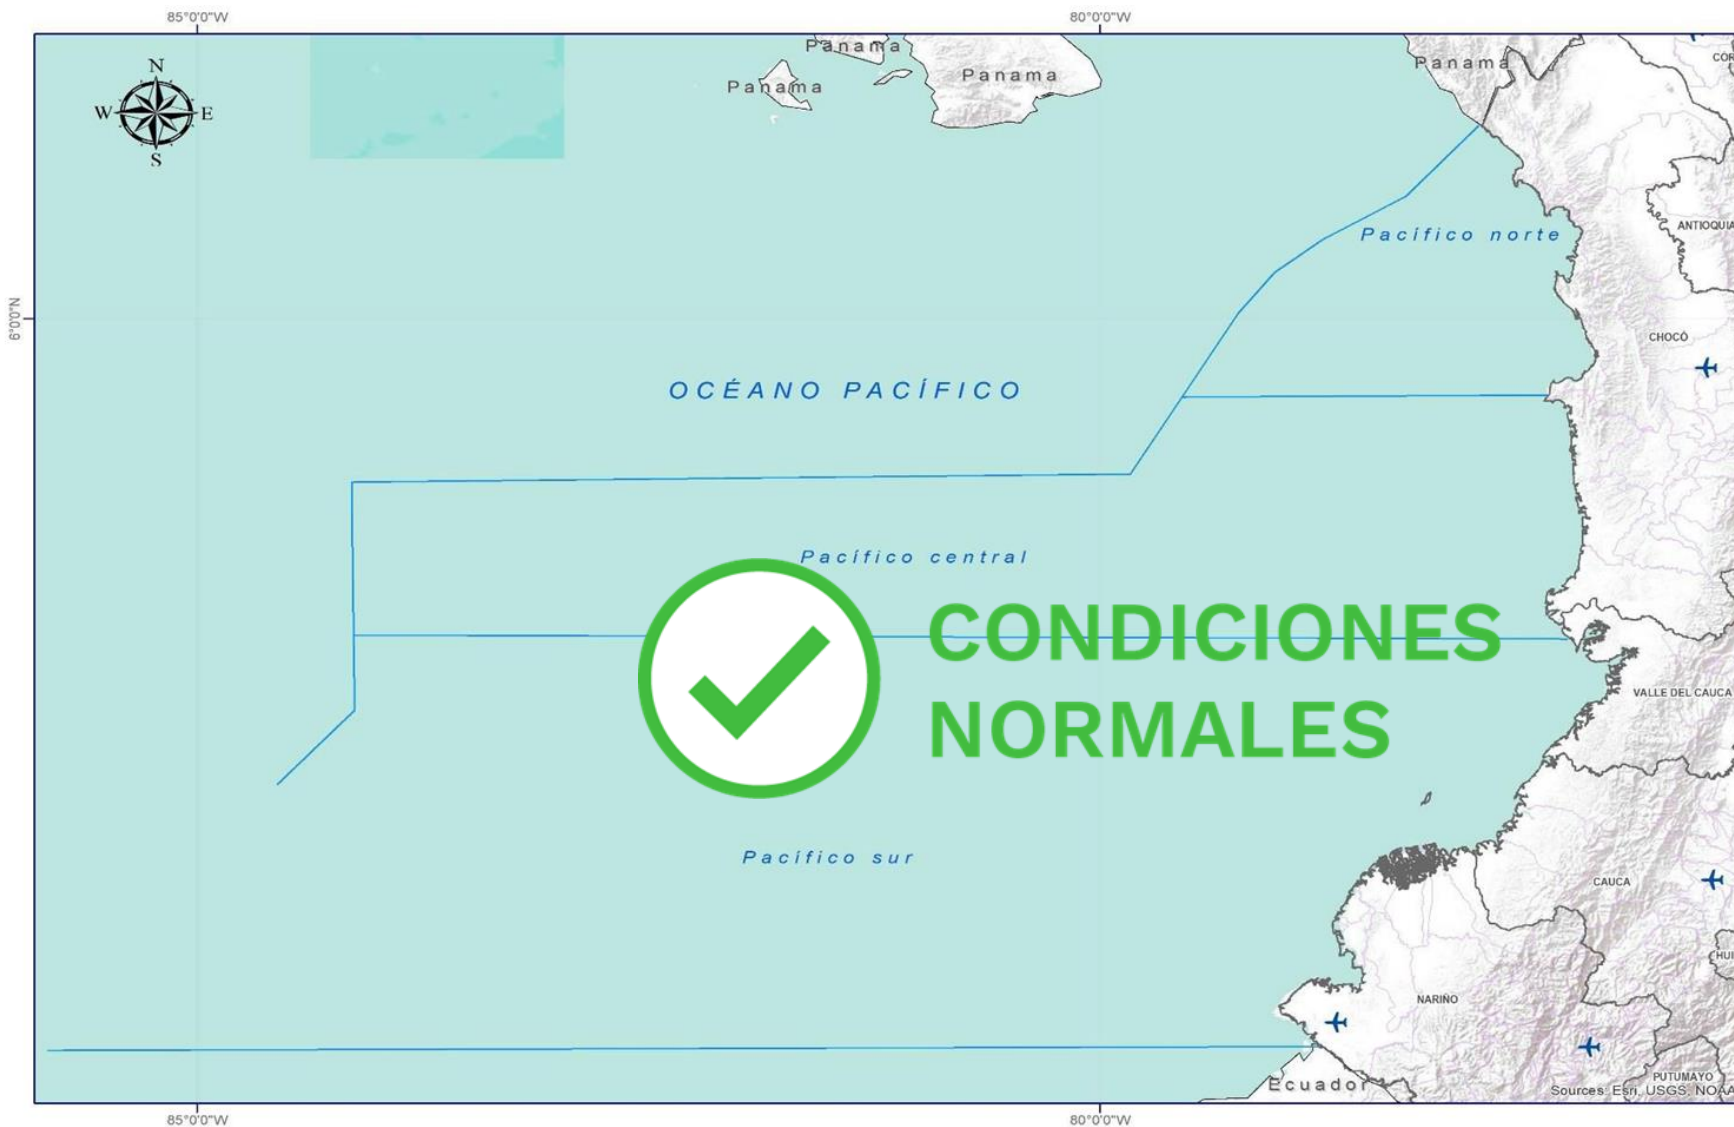 85°0'0"W
80°0'0"W
N
W
E
S
Panama
Panama
Panama
Panama
CÓR
Pacífico norte
ANTIOQUIA
6°0'0"N
CHOCÓ
OCÉANO PACÍFICO
Pacífico central
CONDICIONES
NORMALES
VALLE DEL CAUCA
Pacífico sur
CAUCA
HUI
NARIÑO
Ecuador
PUTUMAYO
Sources: Esri, USGS, NOAA
85°0'0"W
80°0'0"W